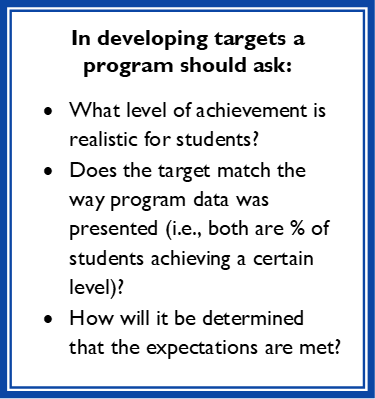 In developing targets a
program should ask:
• What level of achievement is
realistic for students?
• Does the target match the
way program data was
presented (i.e., both are % of
students achieving a certain
level)?
• How will it be determined
that the expectations are met?